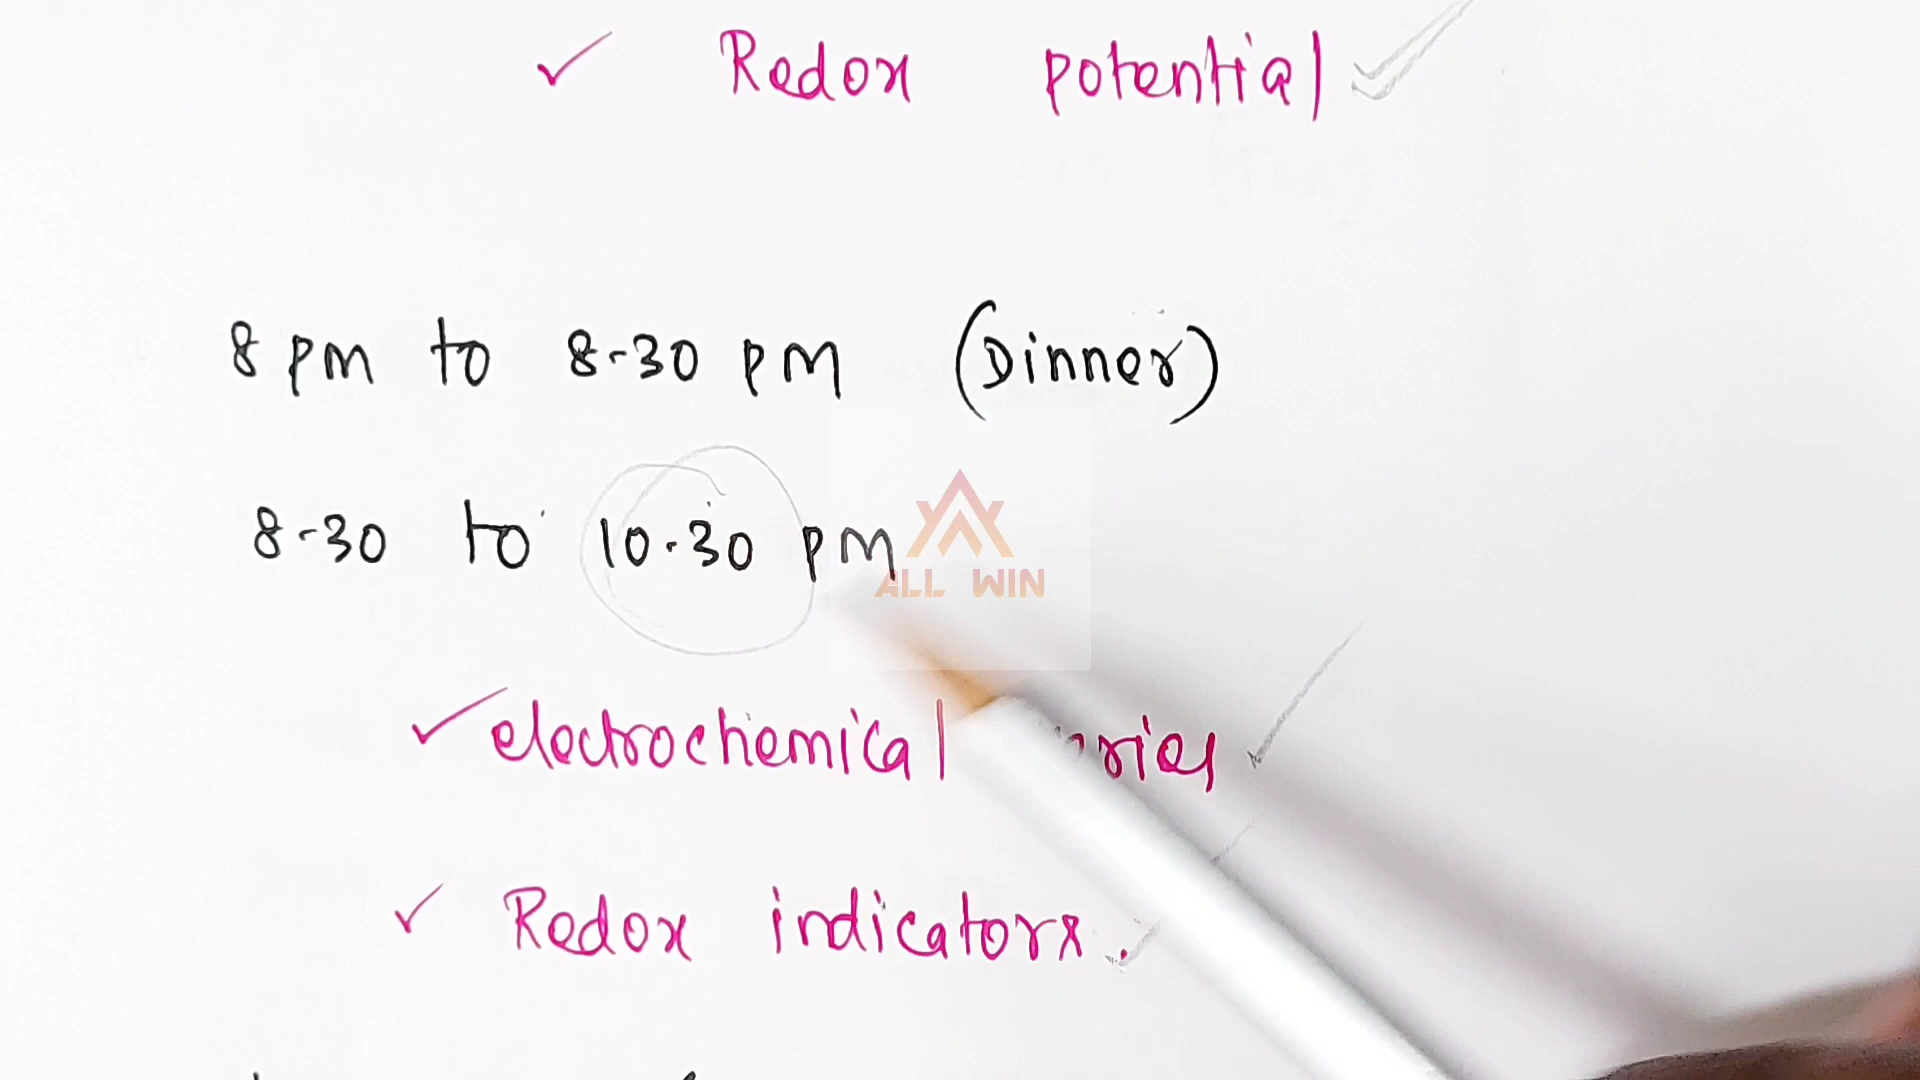 ✓ Redox potential ✓
8 pm to 8-30 pm (Dinner)
8-30 to 10-30 pm
ALL WIN
✓ electrochemical ✓
✓ Redox indicators. ✓